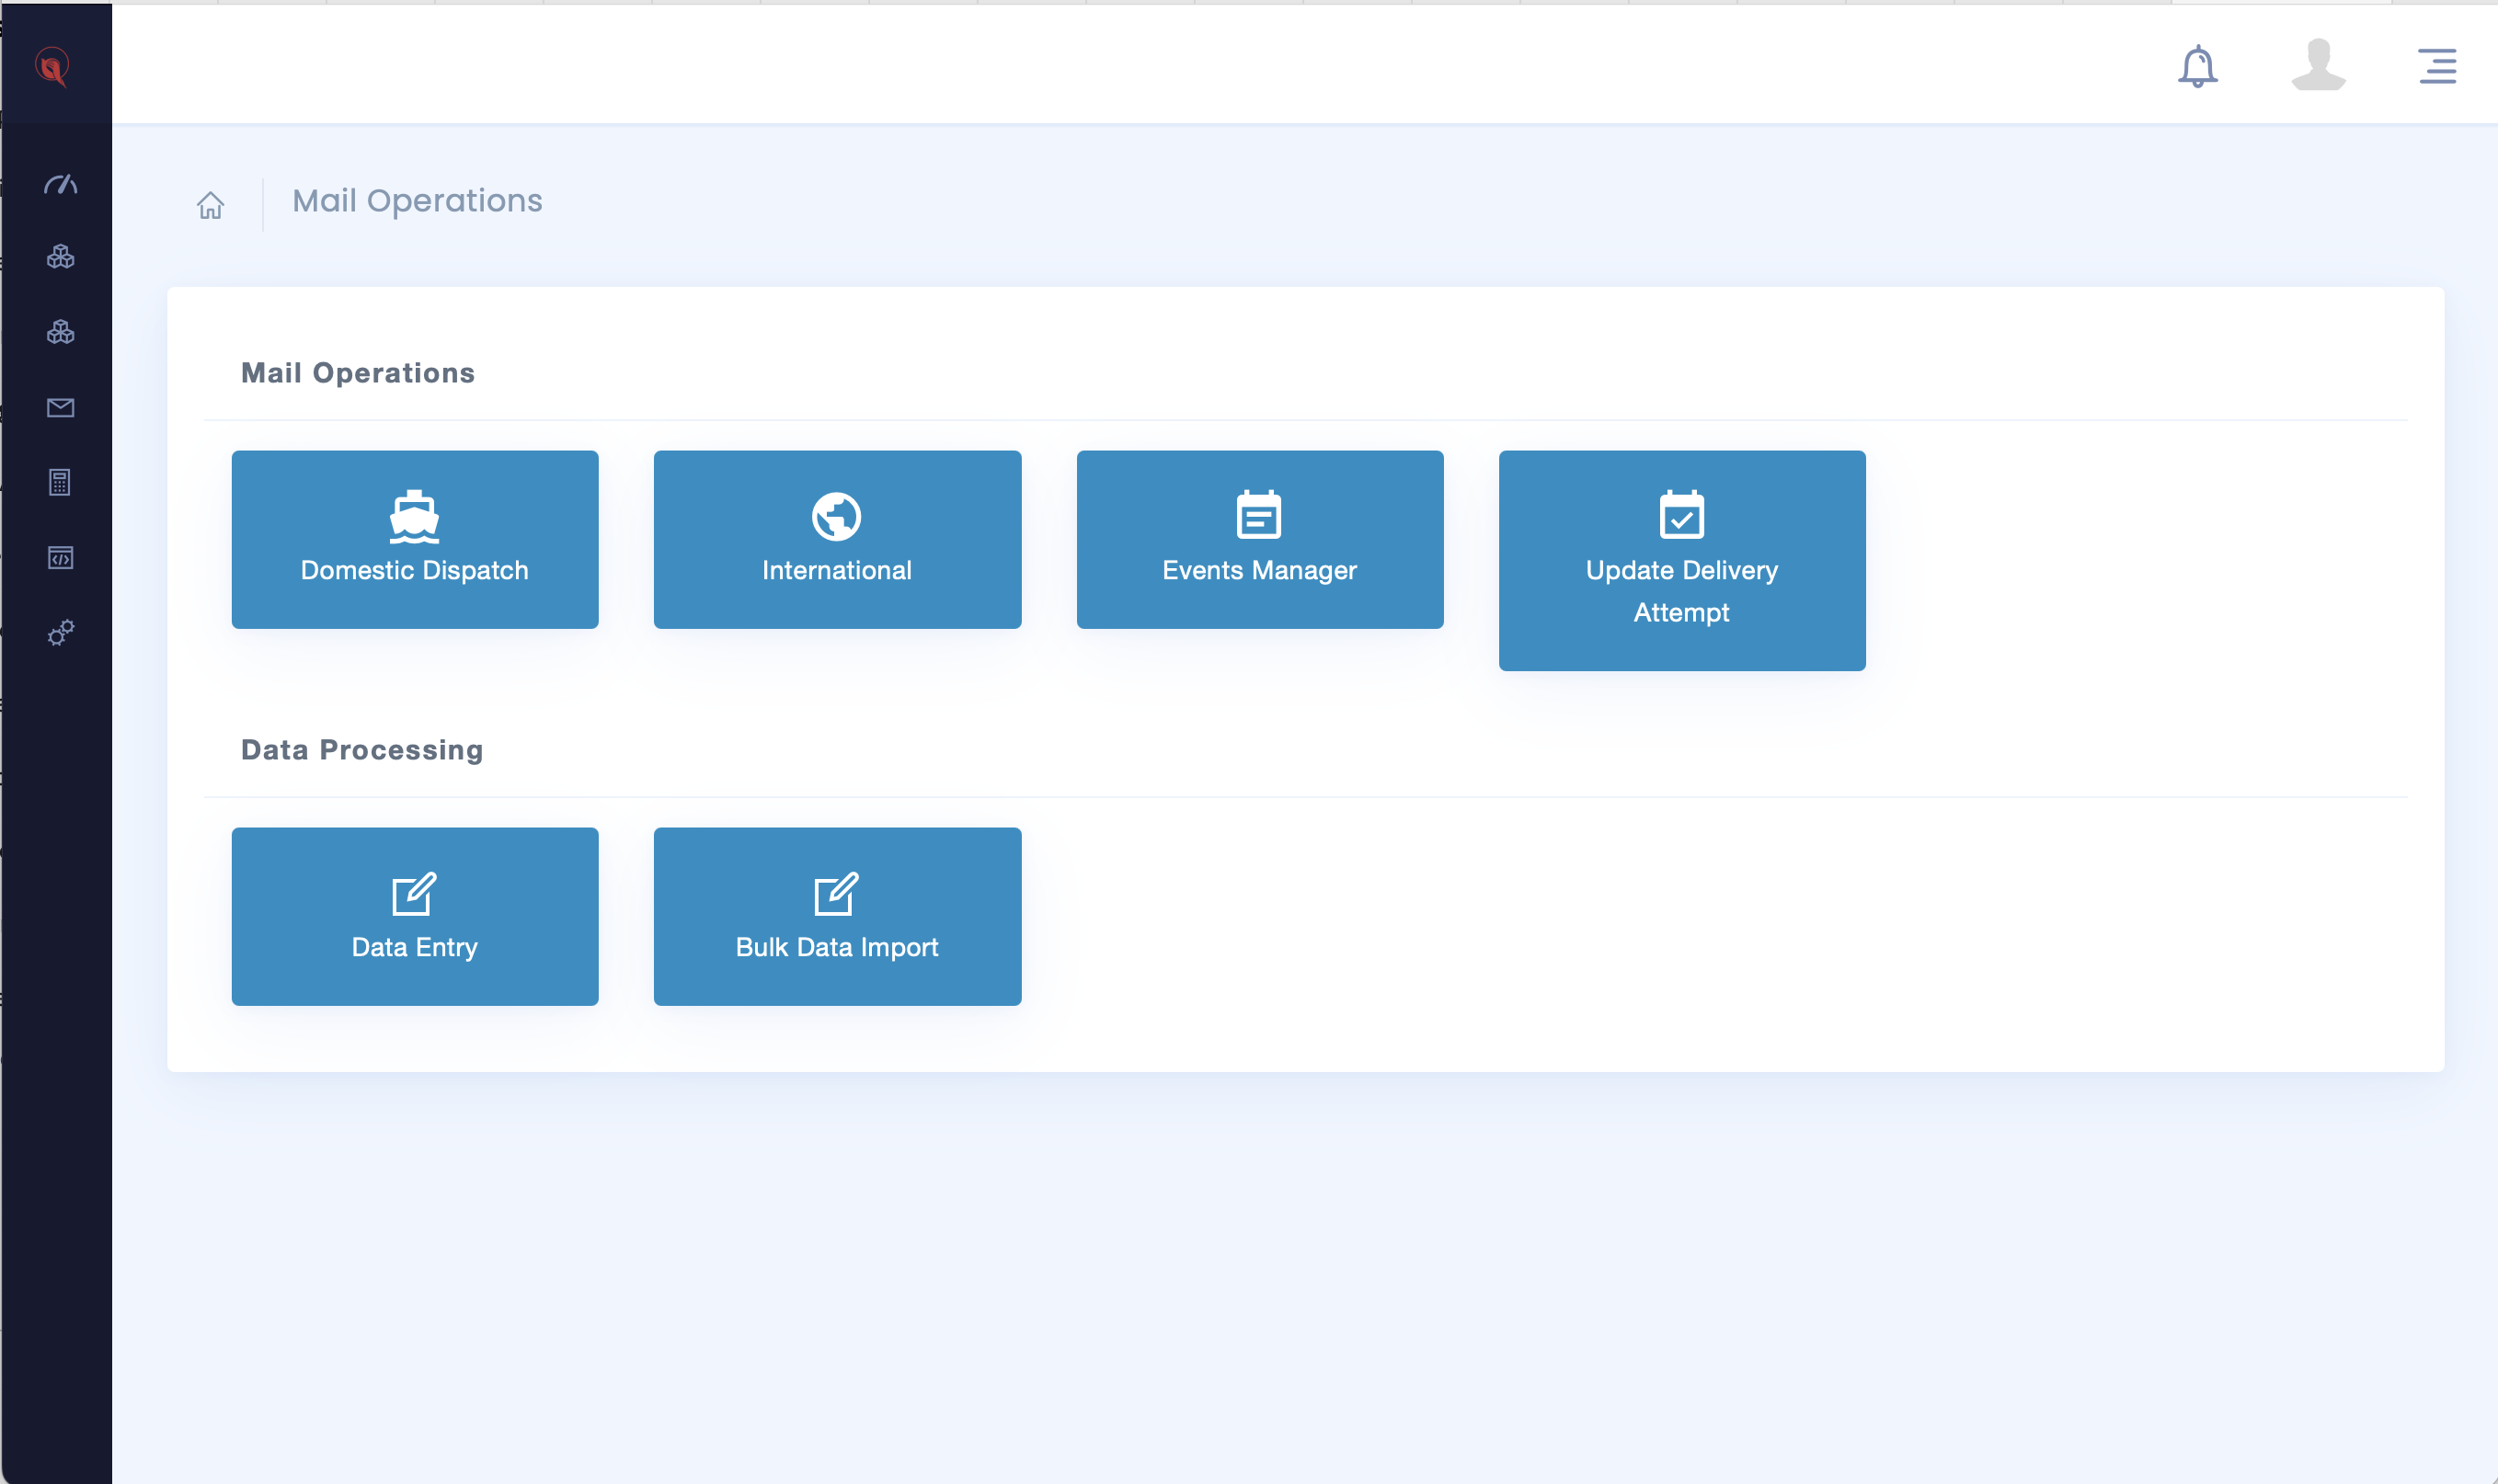 Mail Operations
Mail Operations
Domestic Dispatch
International
Events Manager
Update Delivery
Attempt
Data Processing
Data Entry
Bulk Data Import